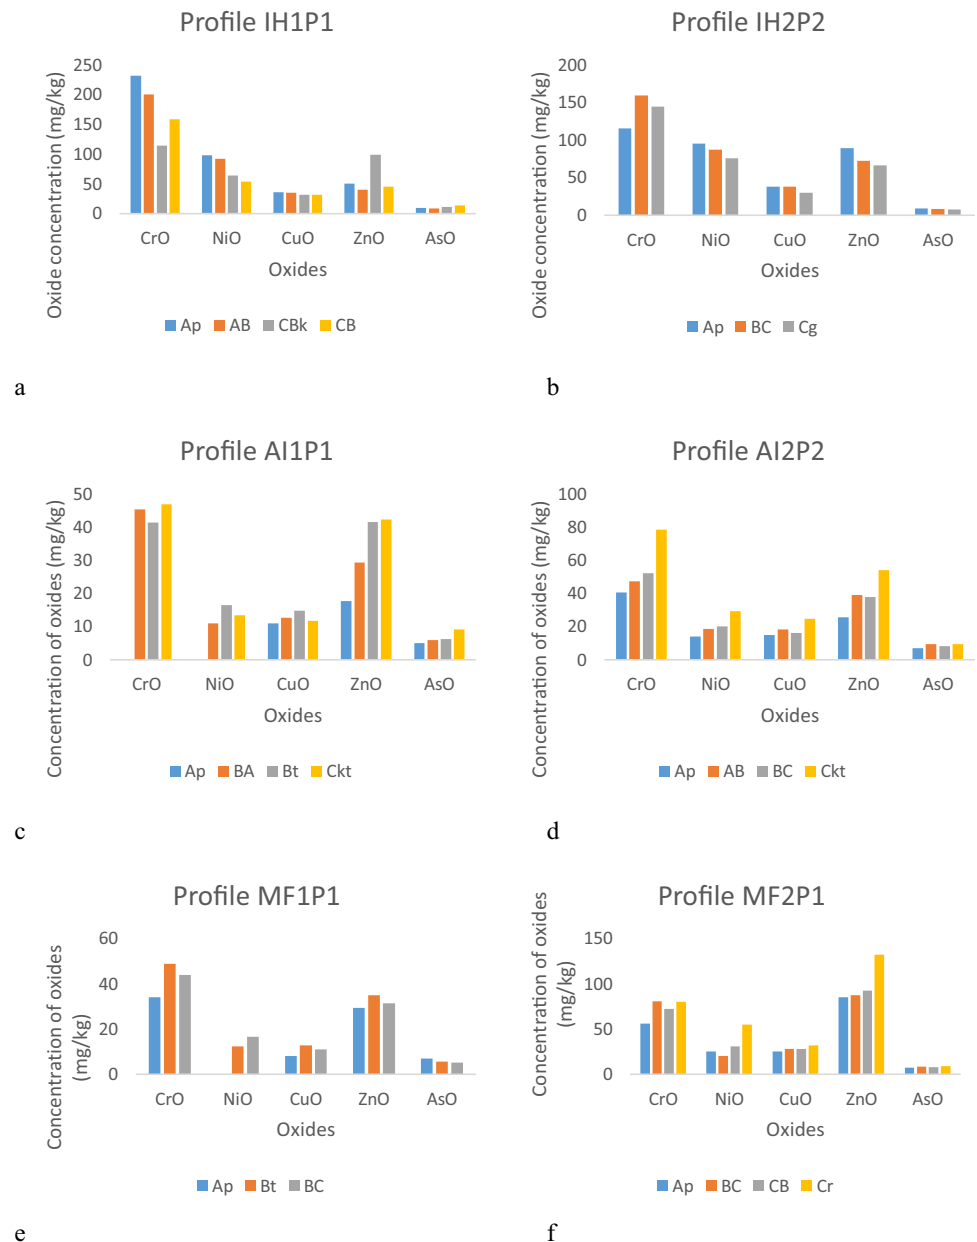 Profile IH1P1
Oxide concentration (mg/kg)
250
200
150
100
50
0
CrO NiO CuO ZnO AsO
Oxides
Ap AB CBk CB
a
Profile IH2P2
Oxide concentration (mg/kg)
200
150
100
50
0
CrO NiO CuO ZnO AsO
Oxides
Ap BC Cg
b
Profile AI1P1
Concentration of oxides (mg/kg)
50
40
30
20
10
0
CrO NiO CuO ZnO AsO
Oxides
Ap BA Bt Ckt
c
Profile AI2P2
Concentration of oxides (mg/kg)
100
80
60
40
20
0
CrO NiO CuO ZnO AsO
Oxides
Ap AB BC Ckt
d
Profile MF1P1
Concentration of oxides
(mg/kg)
60
40
20
0
CrO NiO CuO ZnO AsO
Oxides
Ap Bt BC
e
Profile MF2P1
Concentration of oxides
(mg/kg)
150
100
50
0
CrO NiO CuO ZnO AsO
Oxides
Ap BC CB Cr
f